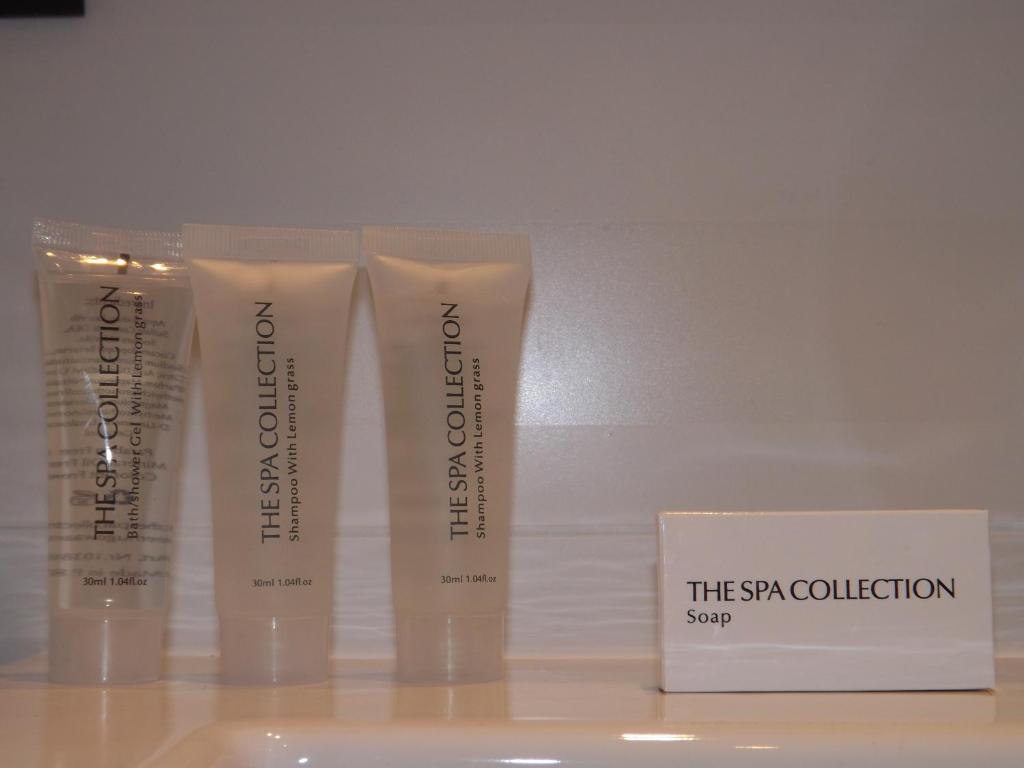 THE SPA COLLECTION
Bath/shower Gel With Lemon grass
30ml 1.04fl.oz
THE SPA COLLECTION
Shampoo With Lemon grass
30ml 1.04fl.oz
THE SPA COLLECTION
Shampoo With Lemon grass
30ml 1.04fl.oz
THE SPA COLLECTION
Soap